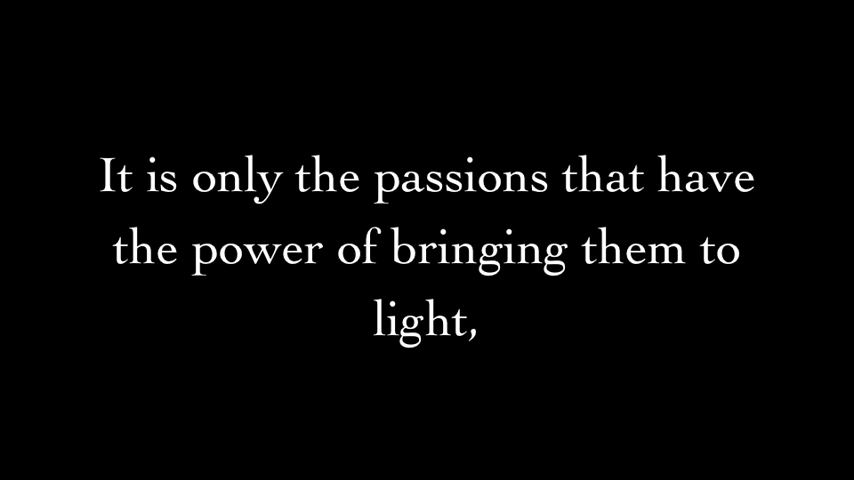 It is only the passions that have
the power of bringing them to
light,